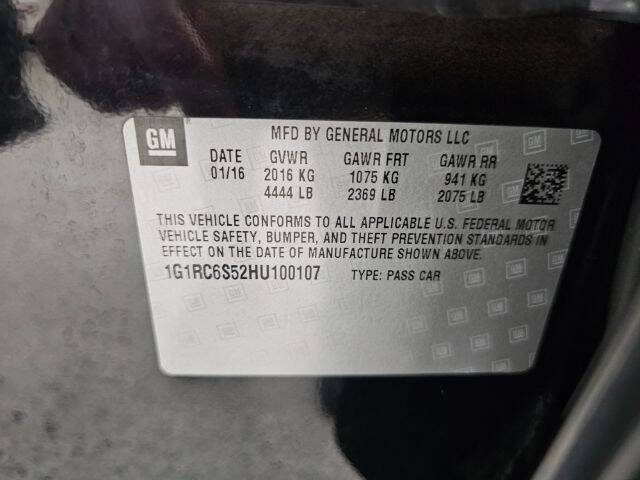 GM MFD BY GENERAL MOTORS LLC
DATE GVWR GAWR FRT GAWR RR
01/16 2016 KG 1075 KG 941 KG
4444 LB 2369 LB 2075 LB
THIS VEHICLE CONFORMS TO ALL APPLICABLE U.S. FEDERAL MOTOR
VEHICLE SAFETY, BUMPER, AND THEFT PREVENTION STANDARDS IN
EFFECT ON THE DATE OF MANUFACTURE SHOWN ABOVE.
1G1RC6S52HU100107 TYPE: PASS CAR